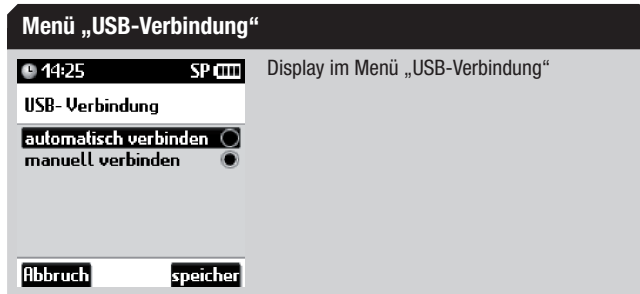 Menü „USB-Verbindung“
14:25 SP
Display im Menü „USB-Verbindung“
USB- Verbindung
automatisch verbinden
manuell verbinden
Abbruch speicher